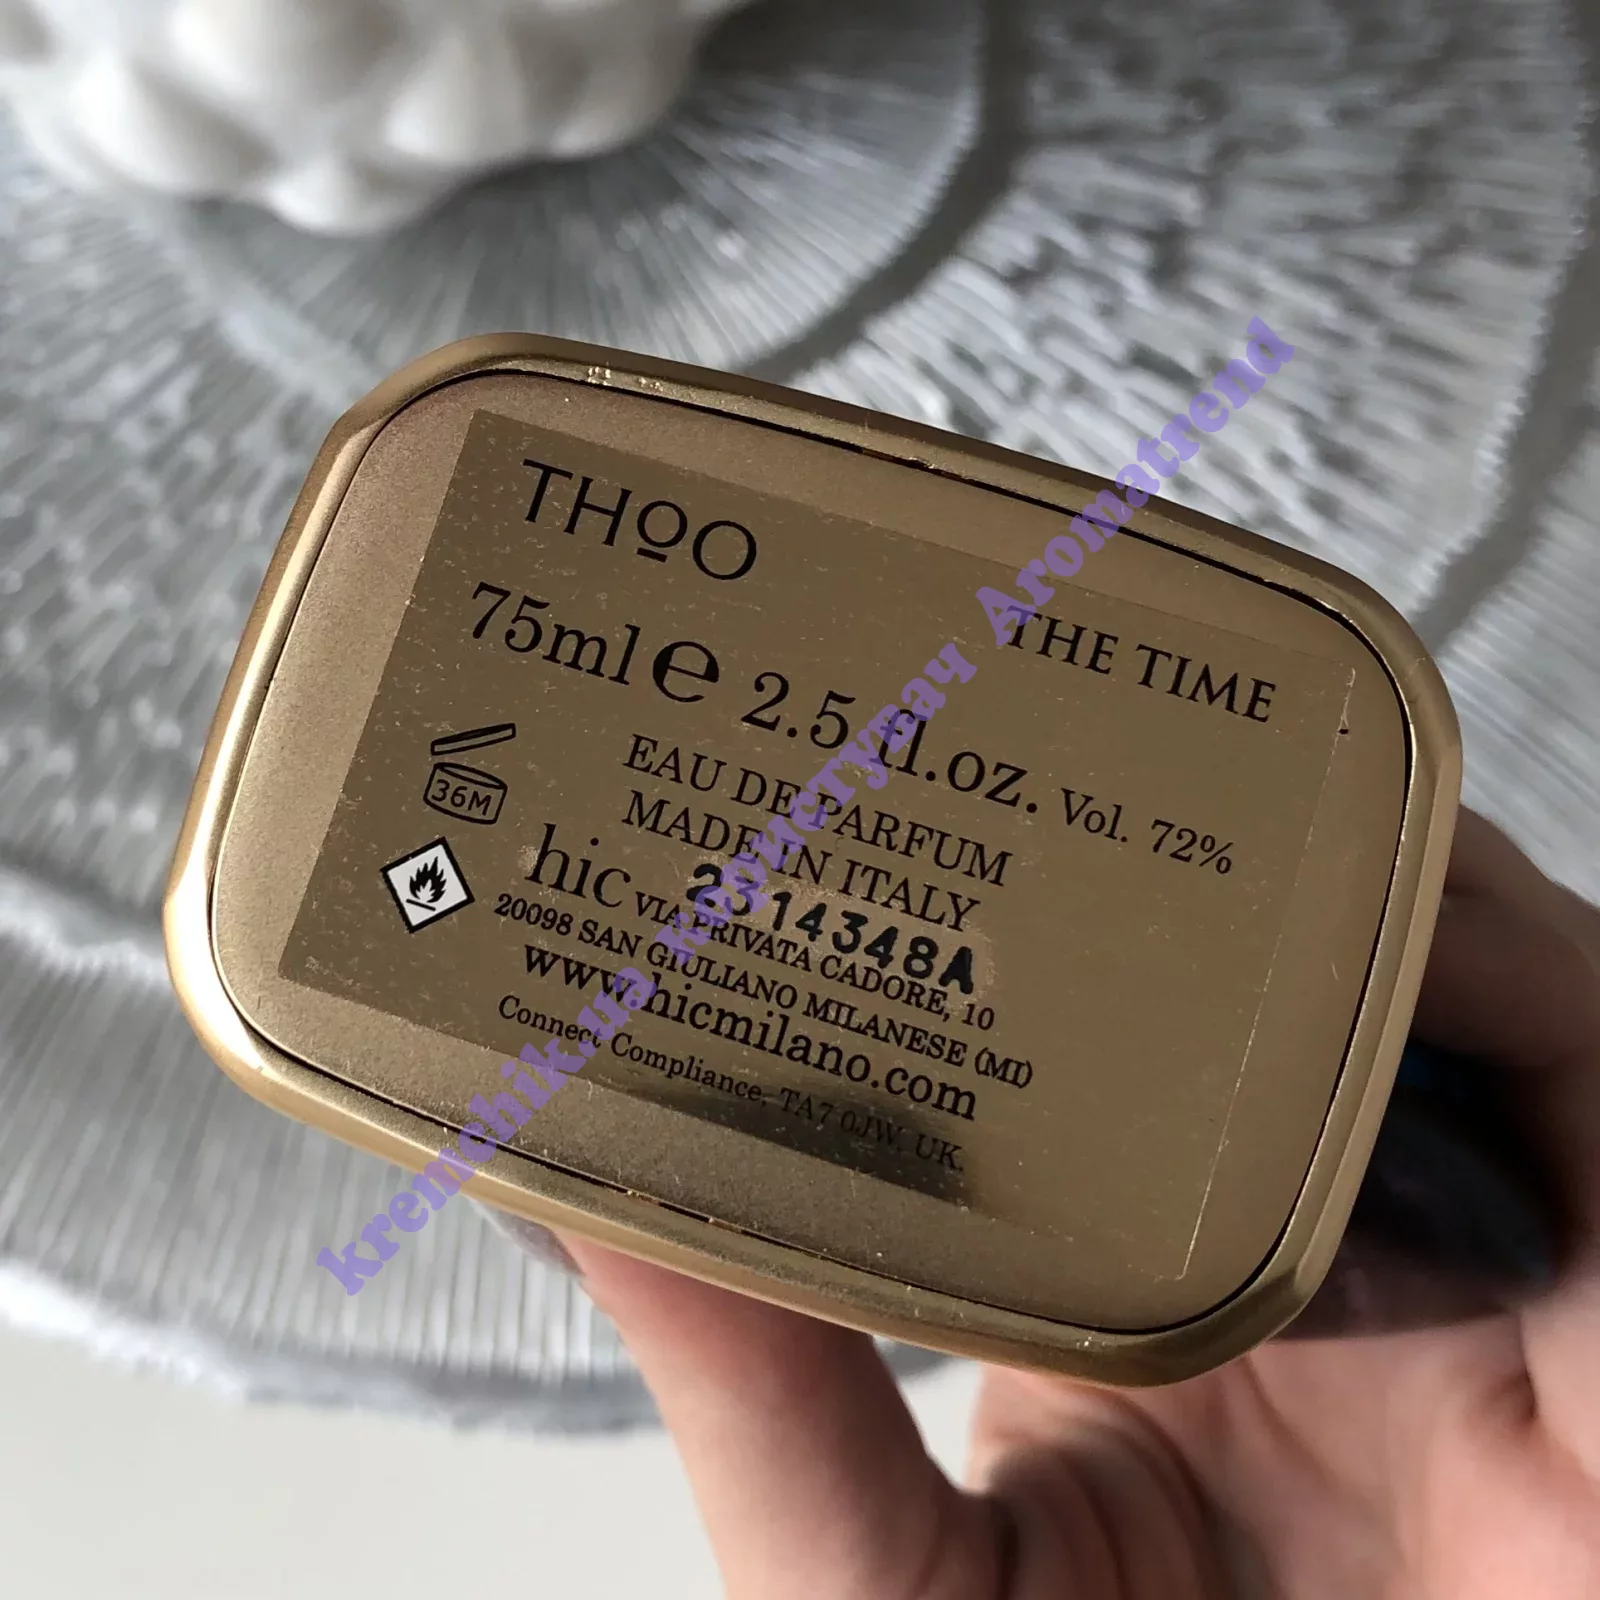 THOO
THE TIME
75ml e 2.5 fl.oz. Vol. 72%
EAU DE PARFUM
MADE IN ITALY
36M
2314348A
hic VIA PRIVATA CADORE, 10
20098 SAN GIULIANO MILANESE (MI)
www.hicmilano.com
Connect Compliance, TA7 0JW. UK.
kremchik.ua користувач Aromatrend